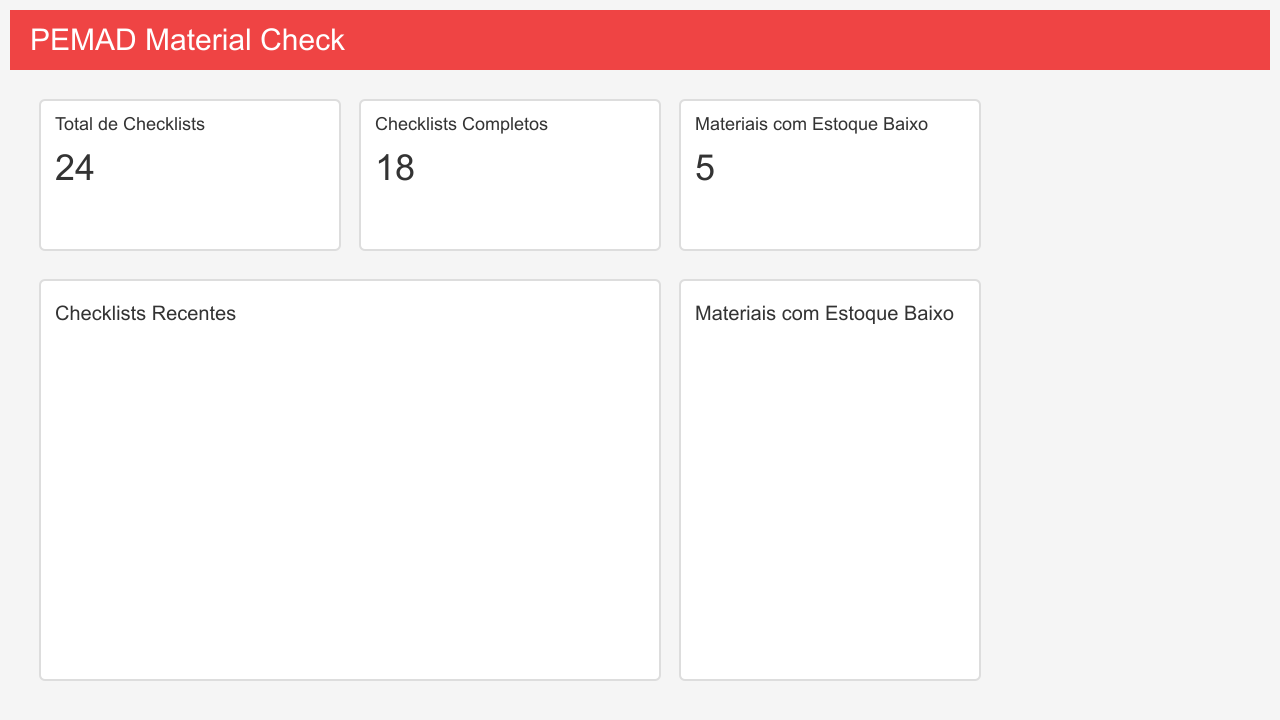 PEMAD Material Check
Total de Checklists
24
Checklists Completos
18
Materiais com Estoque Baixo
5
Checklists Recentes
Materiais com Estoque Baixo